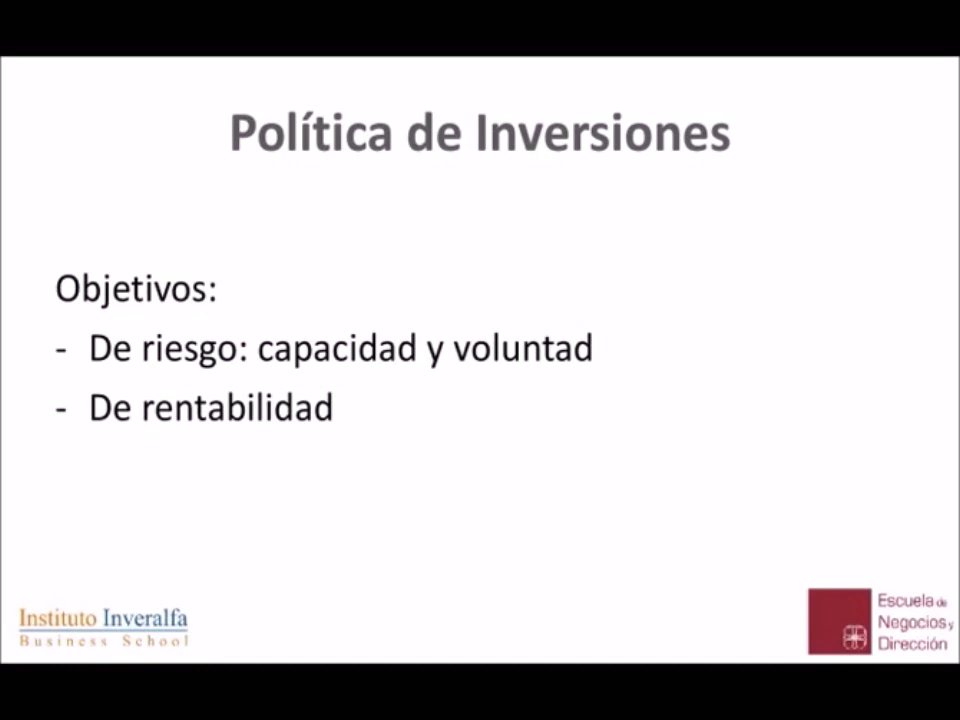 Política de Inversiones
Objetivos:
- De riesgo: capacidad y voluntad
- De rentabilidad
Instituto Inveralfa
Business School
Escuela de
Negocios y
Dirección